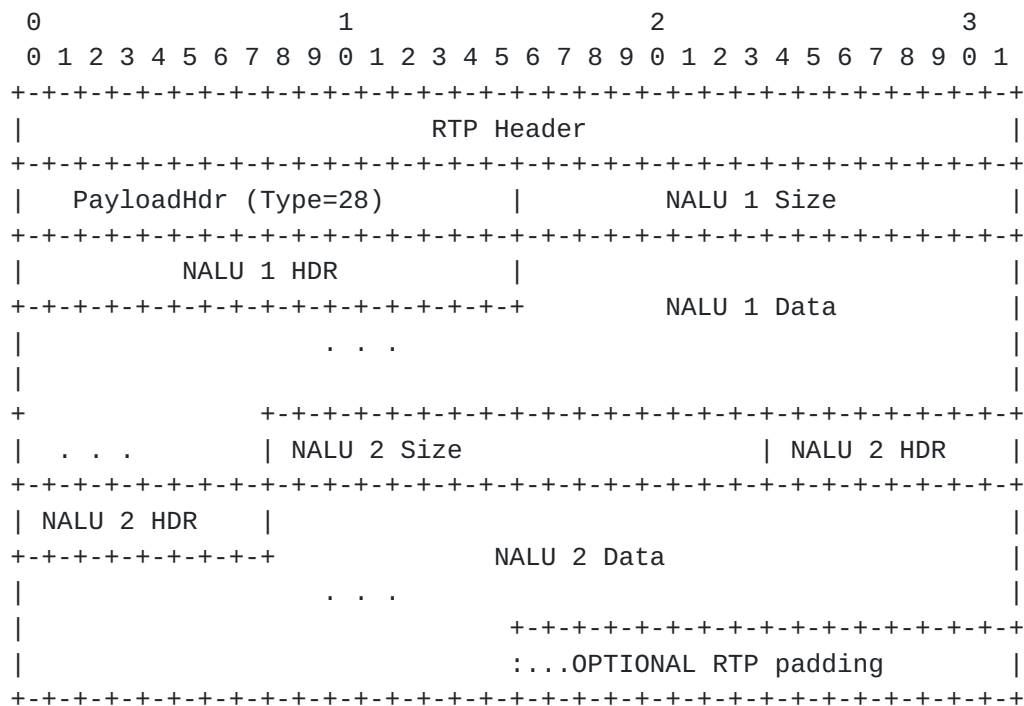 0                   1                   2                   3
 0 1 2 3 4 5 6 7 8 9 0 1 2 3 4 5 6 7 8 9 0 1 2 3 4 5 6 7 8 9 0 1
+-+-+-+-+-+-+-+-+-+-+-+-+-+-+-+-+-+-+-+-+-+-+-+-+-+-+-+-+-+-+-+-+
|                          RTP Header                           |
+-+-+-+-+-+-+-+-+-+-+-+-+-+-+-+-+-+-+-+-+-+-+-+-+-+-+-+-+-+-+-+-+
|   PayloadHdr (Type=28)        |         NALU 1 Size           |
+-+-+-+-+-+-+-+-+-+-+-+-+-+-+-+-+-+-+-+-+-+-+-+-+-+-+-+-+-+-+-+-+
|          NALU 1 HDR           |                               |
+-+-+-+-+-+-+-+-+-+-+-+-+-+-+-+-+         NALU 1 Data           |
|                   . . .                                       |
|                                                               |
+               +-+-+-+-+-+-+-+-+-+-+-+-+-+-+-+-+-+-+-+-+-+-+-+-+
|  . . .        | NALU 2 Size                   | NALU 2 HDR    |
+-+-+-+-+-+-+-+-+-+-+-+-+-+-+-+-+-+-+-+-+-+-+-+-+-+-+-+-+-+-+-+-+
| NALU 2 HDR    |                                               |
+-+-+-+-+-+-+-+-+              NALU 2 Data                      |
|                   . . .                                       |
|                               +-+-+-+-+-+-+-+-+-+-+-+-+-+-+-+-+
|                               :...OPTIONAL RTP padding        |
+-+-+-+-+-+-+-+-+-+-+-+-+-+-+-+-+-+-+-+-+-+-+-+-+-+-+-+-+-+-+-+-+